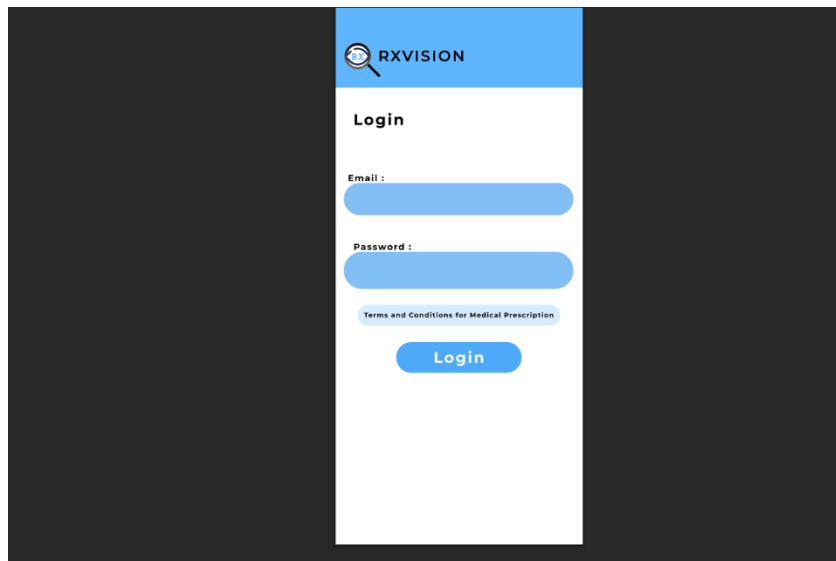 RX
RXVISION
Login
Email :
Password :
Terms and Conditions for Medical Prescription
Login